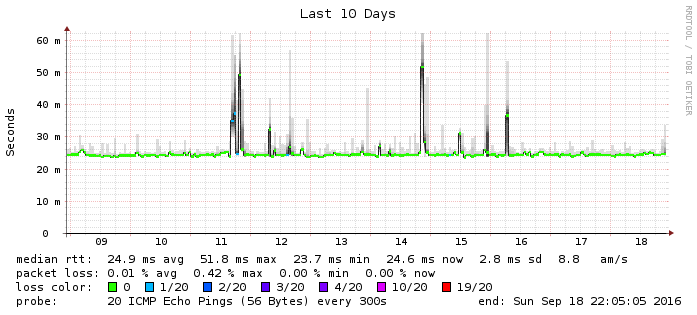 Last 10 Days
RRDTOOL / TOBI OETIKER
Seconds
60 m
50 m
40 m
30 m
20 m
10 m
0
09 10 11 12 13 14 15 16 17 18
median rtt: 24.9 ms avg 51.8 ms max 23.7 ms min 24.6 ms now 2.8 ms sd 8.8 am/s
packet loss: 0.01 % avg 0.42 % max 0.00 % min 0.00 % now
loss color: 0 1/20 2/20 3/20 4/20 10/20 19/20
probe: 20 ICMP Echo Pings (56 Bytes) every 300s end: Sun Sep 18 22:05:05 2016